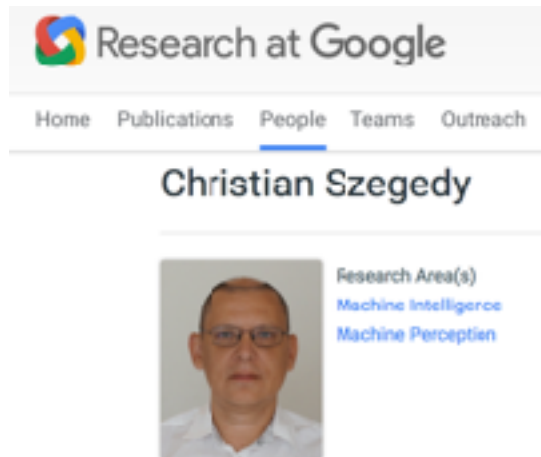 Research at Google
Home Publications People Teams Outreach
Christian Szegedy
Research Area(s)
Machine Intelligence
Machine Perception